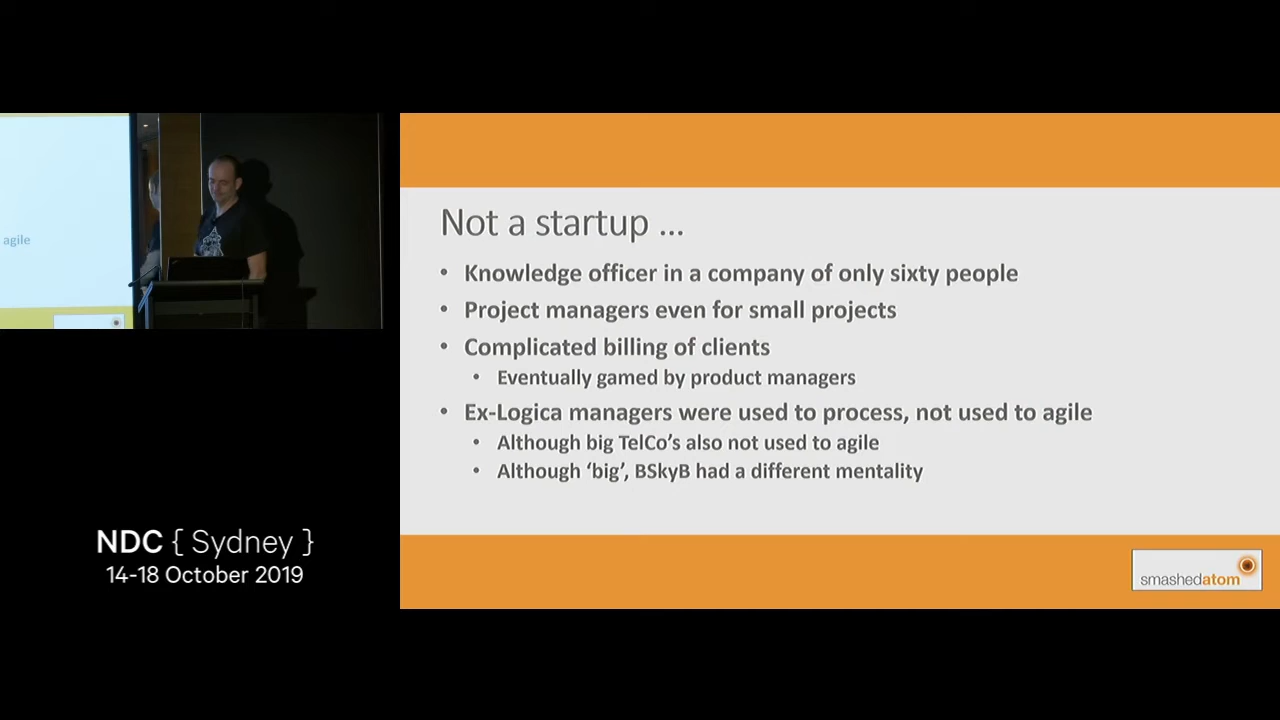 agile
Not a startup ...
• Knowledge officer in a company of only sixty people
• Project managers even for small projects
• Complicated billing of clients
• Eventually gamed by product managers
• Ex-Logica managers were used to process, not used to agile
• Although big TelCo's also not used to agile
• Although ‘big’, BSkyB had a different mentality
NDC { Sydney }
14-18 October 2019
smashedatom